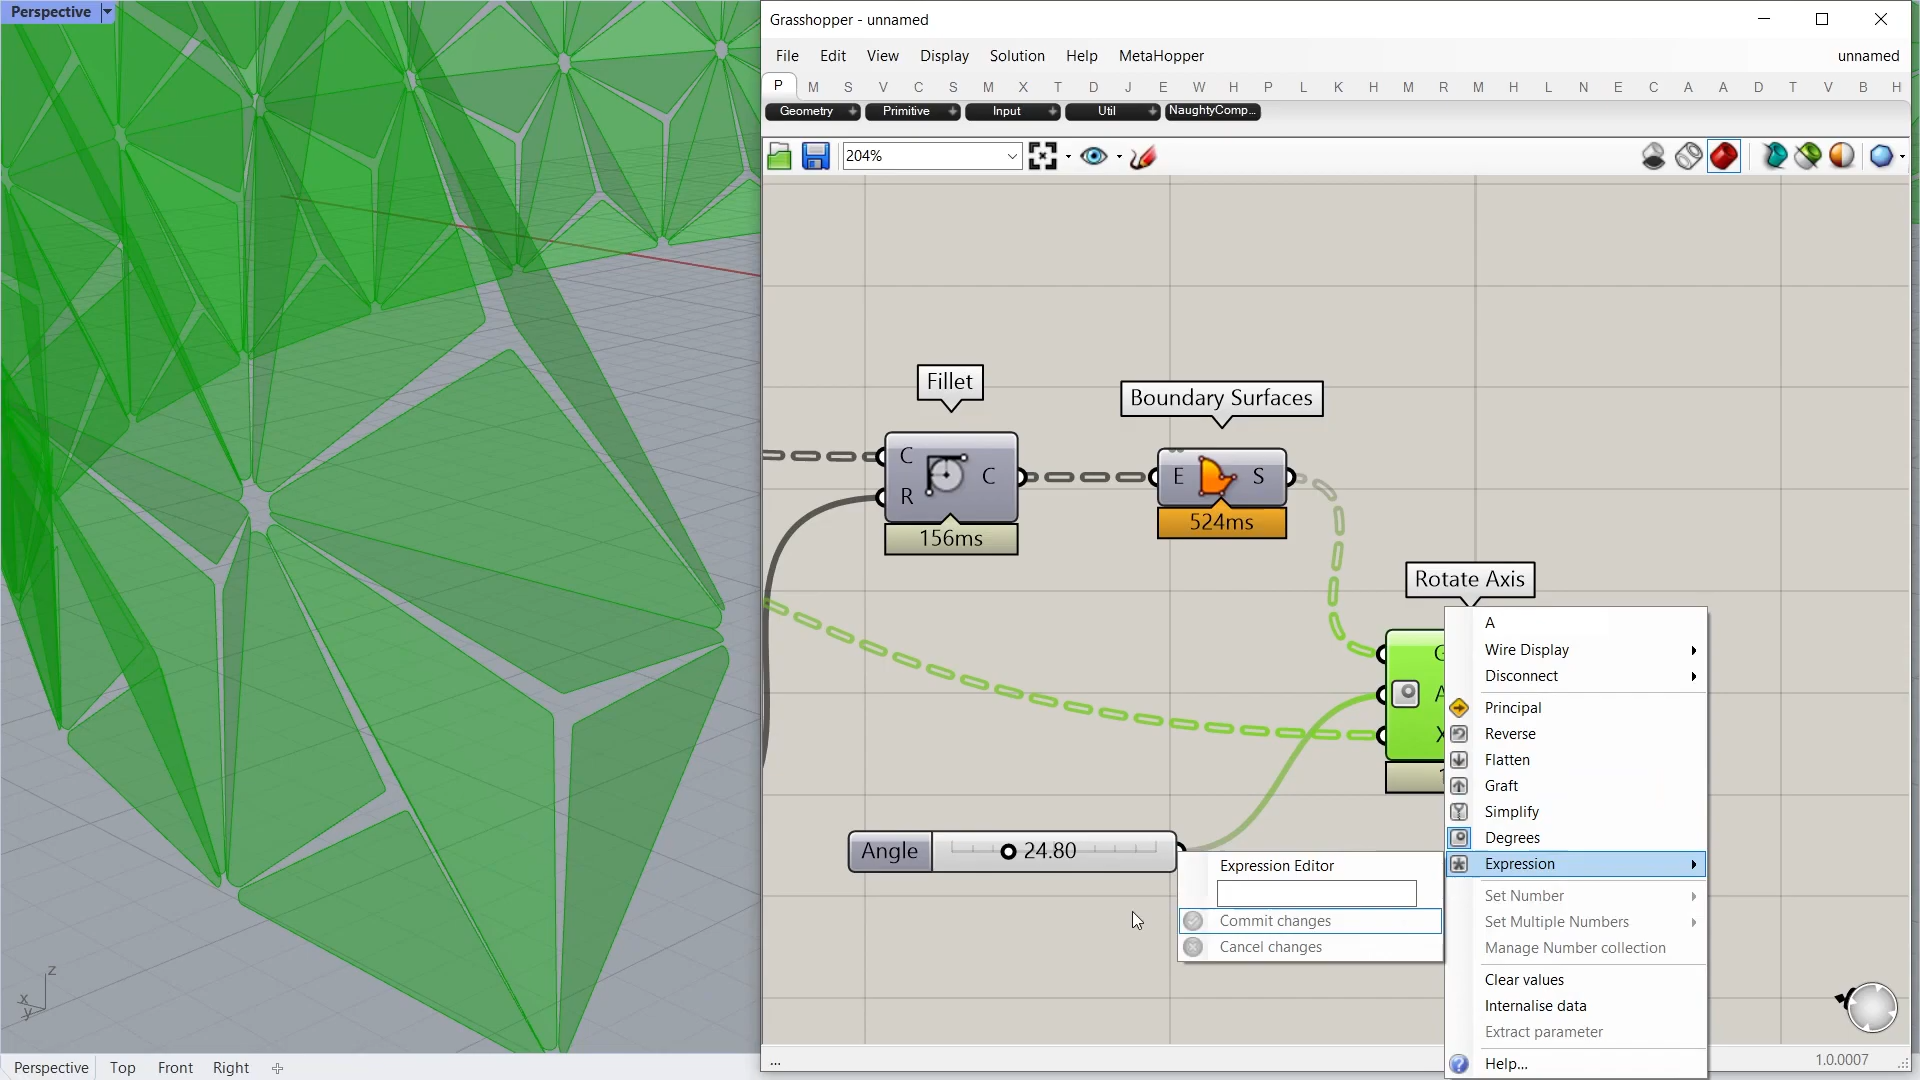 Perspective
Grasshopper - unnamed
File Edit View Display Solution Help MetaHopper unnamed
P M S V C S M X T D J E W H P L K H M R M H L N E C A A D T V B H
Geometry + Primitive + Input + Util + NaughtyComp...
204%
Fillet
C
R
C
156ms
Boundary Surfaces
E S
524ms
Rotate Axis
A
Wire Display
Disconnect
Principal
Reverse
Flatten
Graft
Simplify
Degrees
Expression
Set Number
Set Multiple Numbers
Manage Number collection
Clear values
Internalise data
Extract parameter
Help...
Angle 24.80
Expression Editor
Commit changes
Cancel changes
z
x
y
Perspective Top Front Right
...
1.0.0007